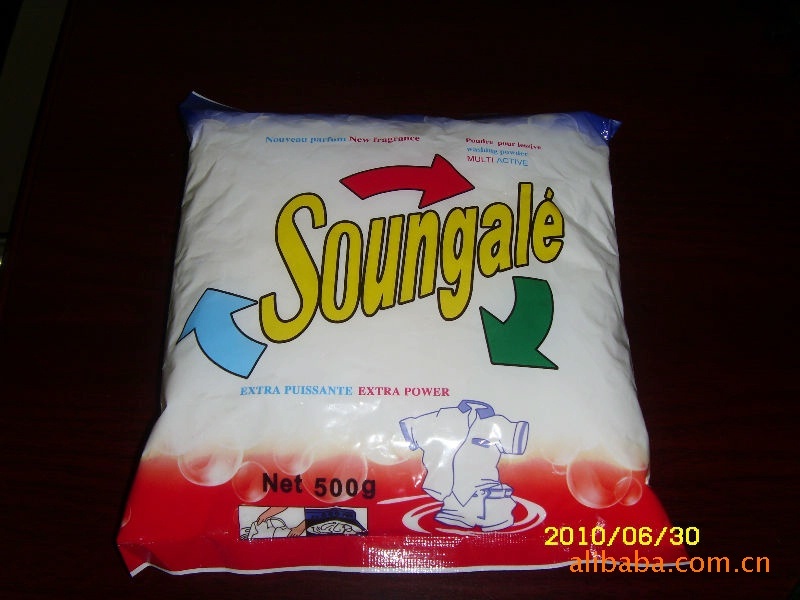 Nouveau parfum New fragrance
Poudre pour lessive
washing powder
MULTI ACTIVE
Soungalé
EXTRA PUISSANTE EXTRA POWER
Net 500g
2010/06/30
alibaba.com.cn